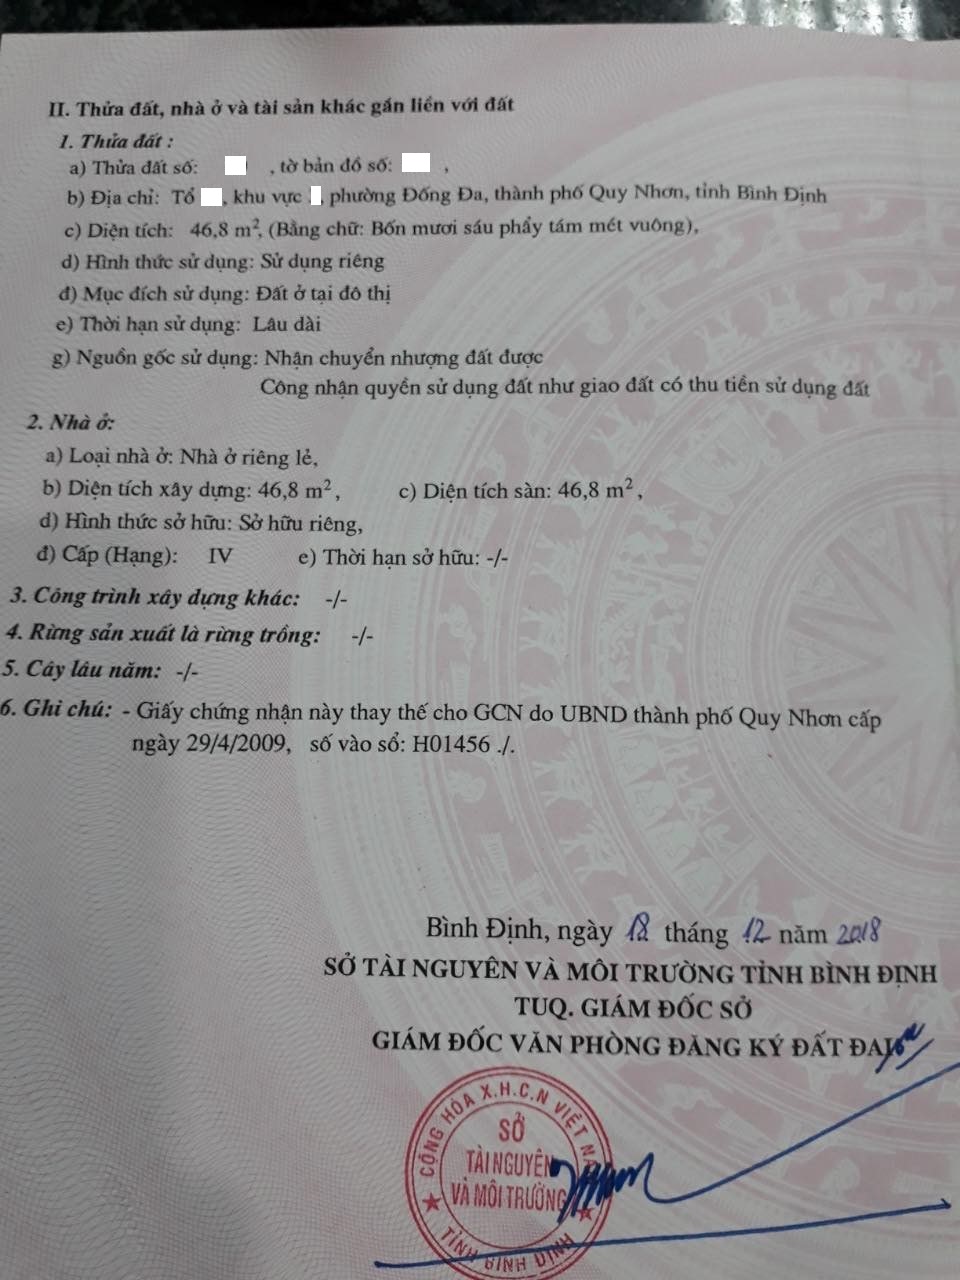 II. Thửa đất, nhà ở và tài sản khác gắn liền với đất
1. Thửa đất :
a) Thửa đất số: , tờ bản đồ số: ,
b) Địa chỉ: Tổ , khu vực , phường Đống Đa, thành phố Quy Nhơn, tỉnh Bình Định
c) Diện tích: 46,8 m², (Bằng chữ: Bốn mươi sáu phẩy tám mét vuông),
d) Hình thức sử dụng: Sử dụng riêng
đ) Mục đích sử dụng: Đất ở tại đô thị
e) Thời hạn sử dụng: Lâu dài
g) Nguồn gốc sử dụng: Nhận chuyển nhượng đất được
Công nhận quyền sử dụng đất như giao đất có thu tiền sử dụng đất
2. Nhà ở:
a) Loại nhà ở: Nhà ở riêng lẻ,
b) Diện tích xây dựng: 46,8 m², c) Diện tích sàn: 46,8 m²,
d) Hình thức sở hữu: Sở hữu riêng,
đ) Cấp (Hạng): IV e) Thời hạn sở hữu: -/-
3. Công trình xây dựng khác: -/-
4. Rừng sản xuất là rừng trồng: -/-
5. Cây lâu năm: -/-
6. Ghi chú: - Giấy chứng nhận này thay thế cho GCN do UBND thành phố Quy Nhơn cấp
ngày 29/4/2009, số vào sổ: H01456 ./.
Bình Định, ngày 18 tháng 12 năm 2018
SỞ TÀI NGUYÊN VÀ MÔI TRƯỜNG TỈNH BÌNH ĐỊNH
TUQ. GIÁM ĐỐC SỞ
GIÁM ĐỐC VĂN PHÒNG ĐĂNG KÝ ĐẤT ĐAI
CỘNG HÒA X.H.C.N VIỆT NAM
SỞ
TÀI NGUYÊN
VÀ MÔI TRƯỜNG
TỈNH BÌNH ĐỊNH